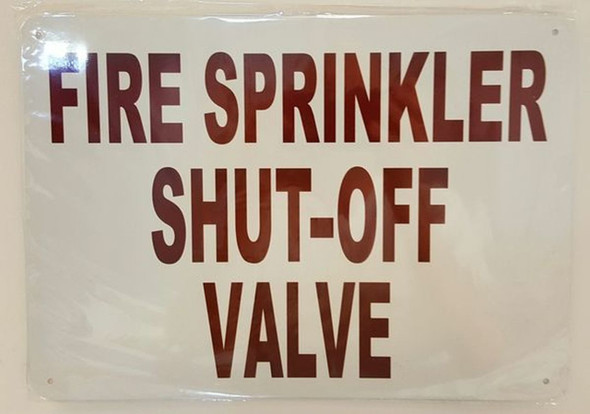 FIRE SPRINKLER
SHUT-OFF
VALVE